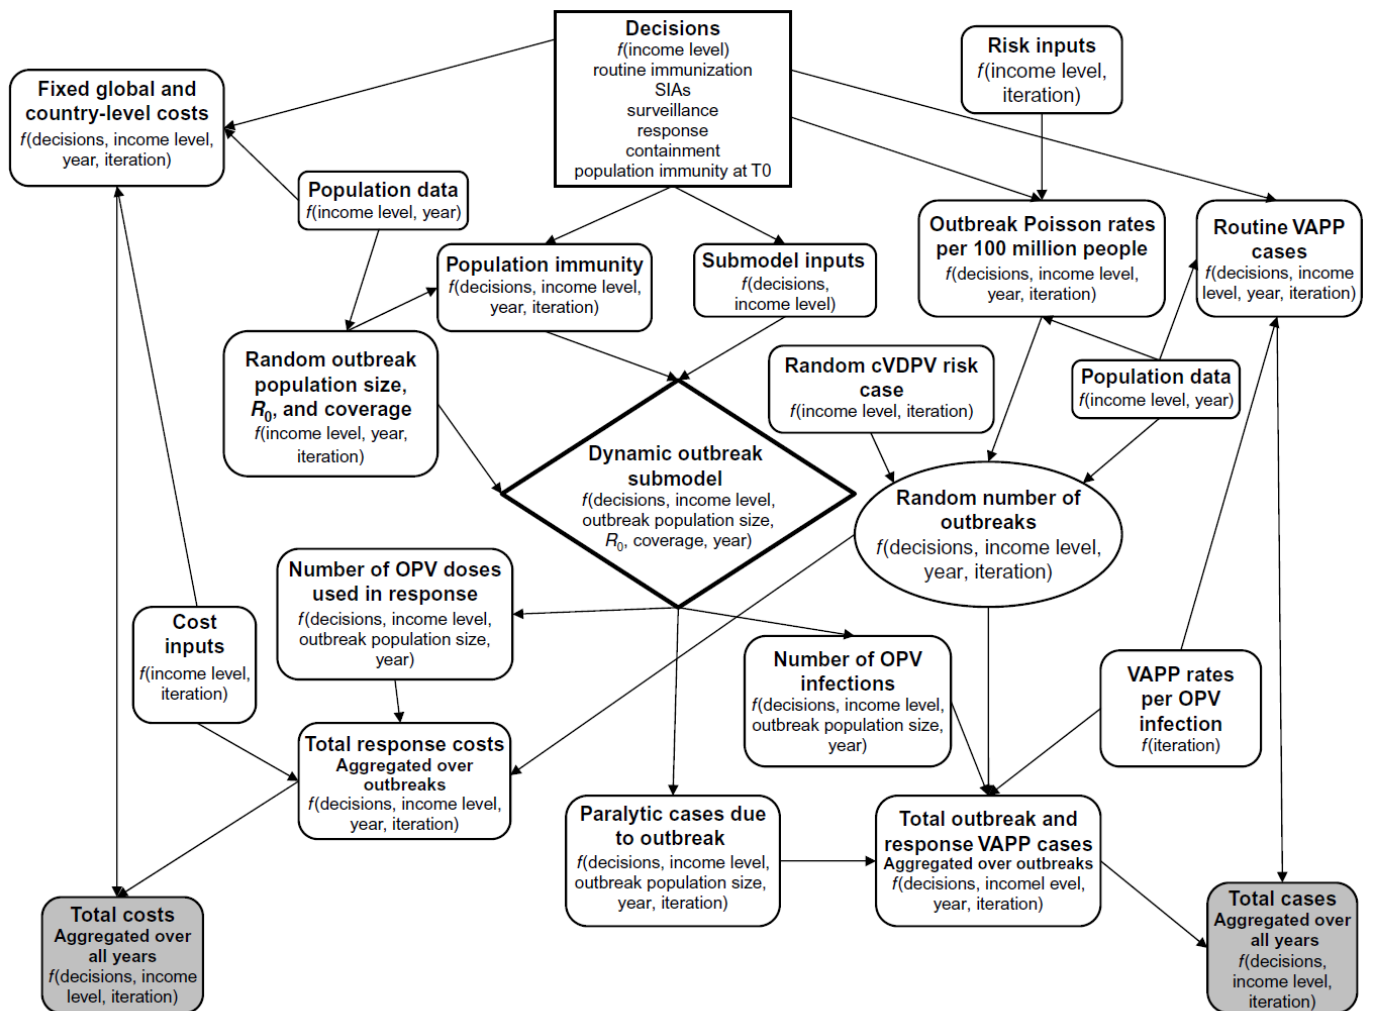 Decisions
f(income level)
routine immunization
SIAs
surveillance
response
containment
population immunity at T0
Risk inputs
f(income level,
iteration)
Fixed global and
country-level costs
f(decisions, income level,
year, iteration)
Population data
f(income level, year)
Population immunity
f(decisions, income level,
year, iteration)
Submodel inputs
f(decisions,
income level)
Outbreak Poisson rates
per 100 million people
f(decisions, income level,
year, iteration)
Routine VAPP
cases
f(decisions, income
level, year, iteration)
Random outbreak
population size,
R0, and coverage
f(income level, year,
iteration)
Random cVDPV risk
case
f(income level, iteration)
Population data
f(income level, year)
Dynamic outbreak
submodel
f(decisions, income level,
outbreak population size,
R0, coverage, year)
Random number of
outbreaks
f(decisions, income level,
year, iteration)
Number of OPV doses
used in response
f(decisions, income level,
outbreak population size,
year)
Cost
inputs
f(income level,
iteration)
Number of OPV
infections
f(decisions, income level,
outbreak population size,
year)
VAPP rates
per OPV
infection
f(iteration)
Total response costs
Aggregated over
outbreaks
f(decisions, income level,
year, iteration)
Paralytic cases due
to outbreak
f(decisions, income level,
outbreak population size,
year, iteration)
Total outbreak and
response VAPP cases
Aggregated over outbreaks
f(decisions, incomel evel,
year, iteration)
Total costs
Aggregated over
all years
f(decisions, income
level, iteration)
Total cases
Aggregated over
all years
f(decisions,
income level,
iteration)